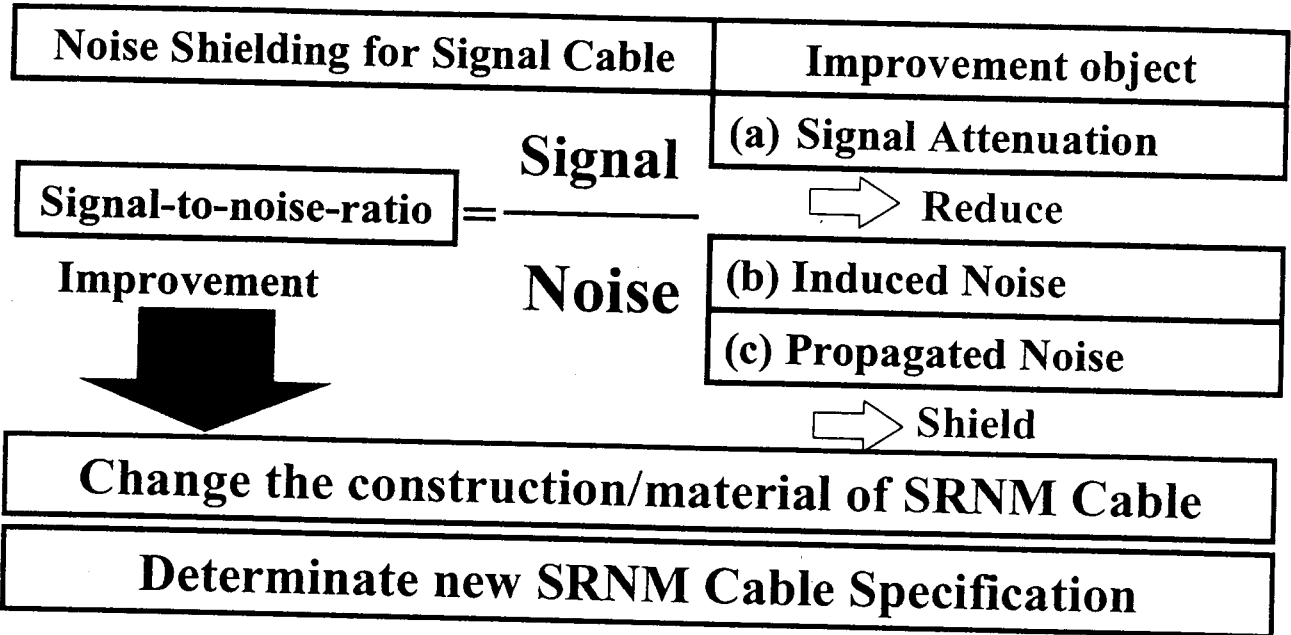 Noise Shielding for Signal Cable
Improvement object
(a) Signal Attenuation
Reduce
Signal-to-noise-ratio
=
Signal
Noise
(b) Induced Noise
(c) Propagated Noise
Shield
Improvement
Change the construction/material of SRNM Cable
Determinate new SRNM Cable Specification